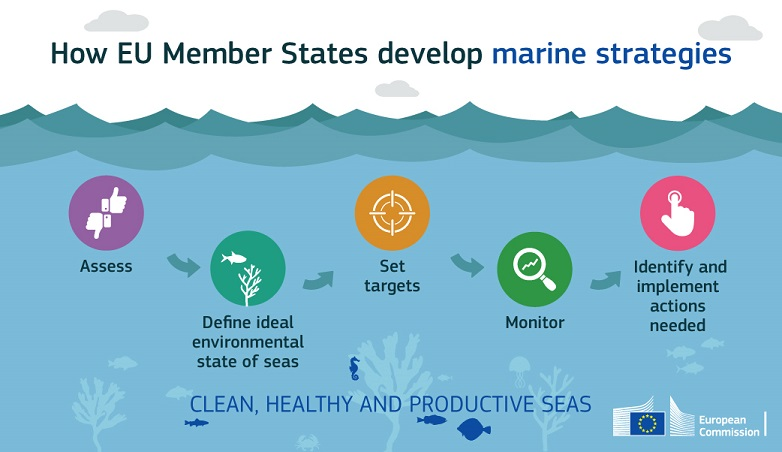 How EU Member States develop marine strategies
Assess
Define ideal
environmental
state of seas
Set
targets
Monitor
Identify and
implement
actions
needed
CLEAN, HEALTHY AND PRODUCTIVE SEAS
European
Commission